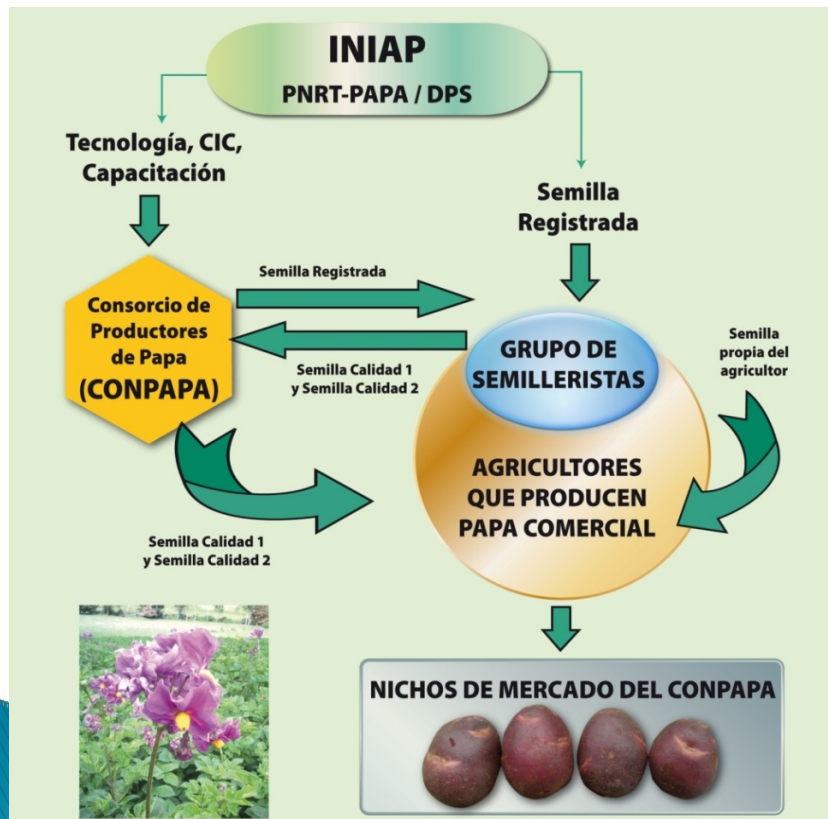 INIAP
PNRT-PAPA / DPS
Tecnología, CIC,
Capacitación
Semilla
Registrada
Semilla Registrada
Consorcio de
Productores
de Papa
(CONPAPA)
Semilla Calidad 1
y Semilla Calidad 2
GRUPO DE
SEMILLERISTAS
Semilla
propia del
agricultor
AGRICULTORES
QUE PRODUCEN
PAPA COMERCIAL
Semilla Calidad 1
y Semilla Calidad 2
NICHOS DE MERCADO DEL CONPAPA